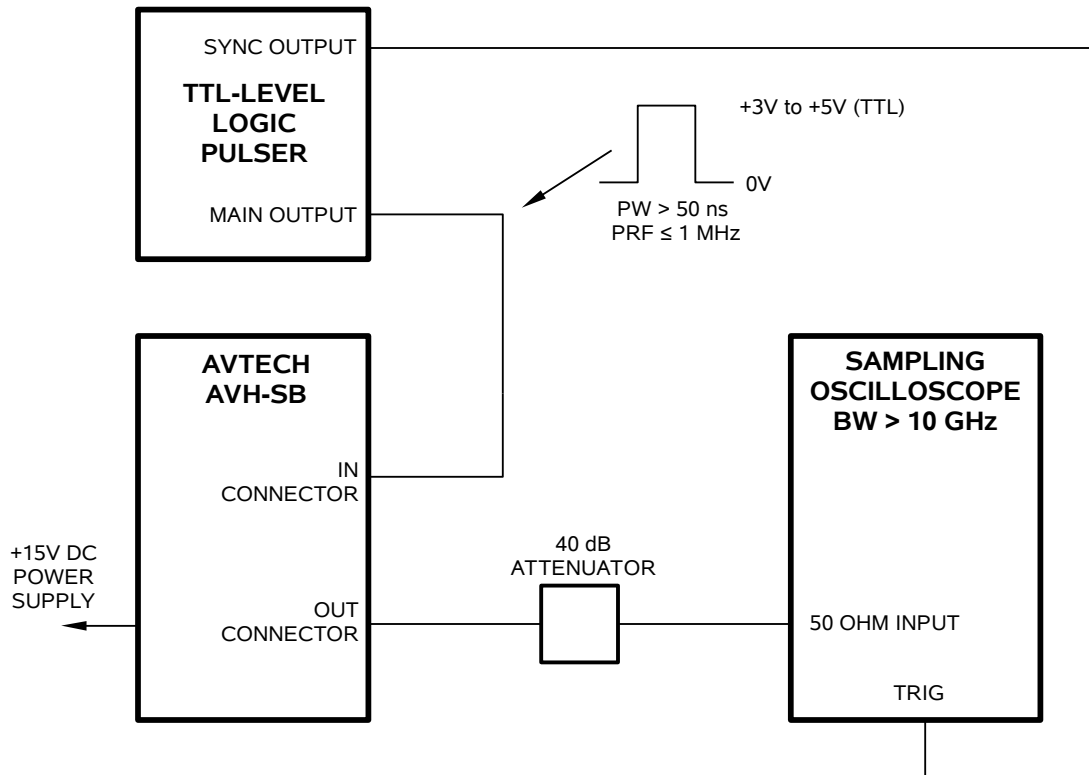 SYNC OUTPUT
TTL-LEVEL
LOGIC
PULSER
MAIN OUTPUT
+3V to +5V (TTL)
0V
PW > 50 ns
PRF ≤ 1 MHz
AVTECH
AVH-SB
IN
CONNECTOR
OUT
CONNECTOR
+15V DC
POWER
SUPPLY
40 dB
ATTENUATOR
SAMPLING
OSCILLOSCOPE
BW > 10 GHz
50 OHM INPUT
TRIG